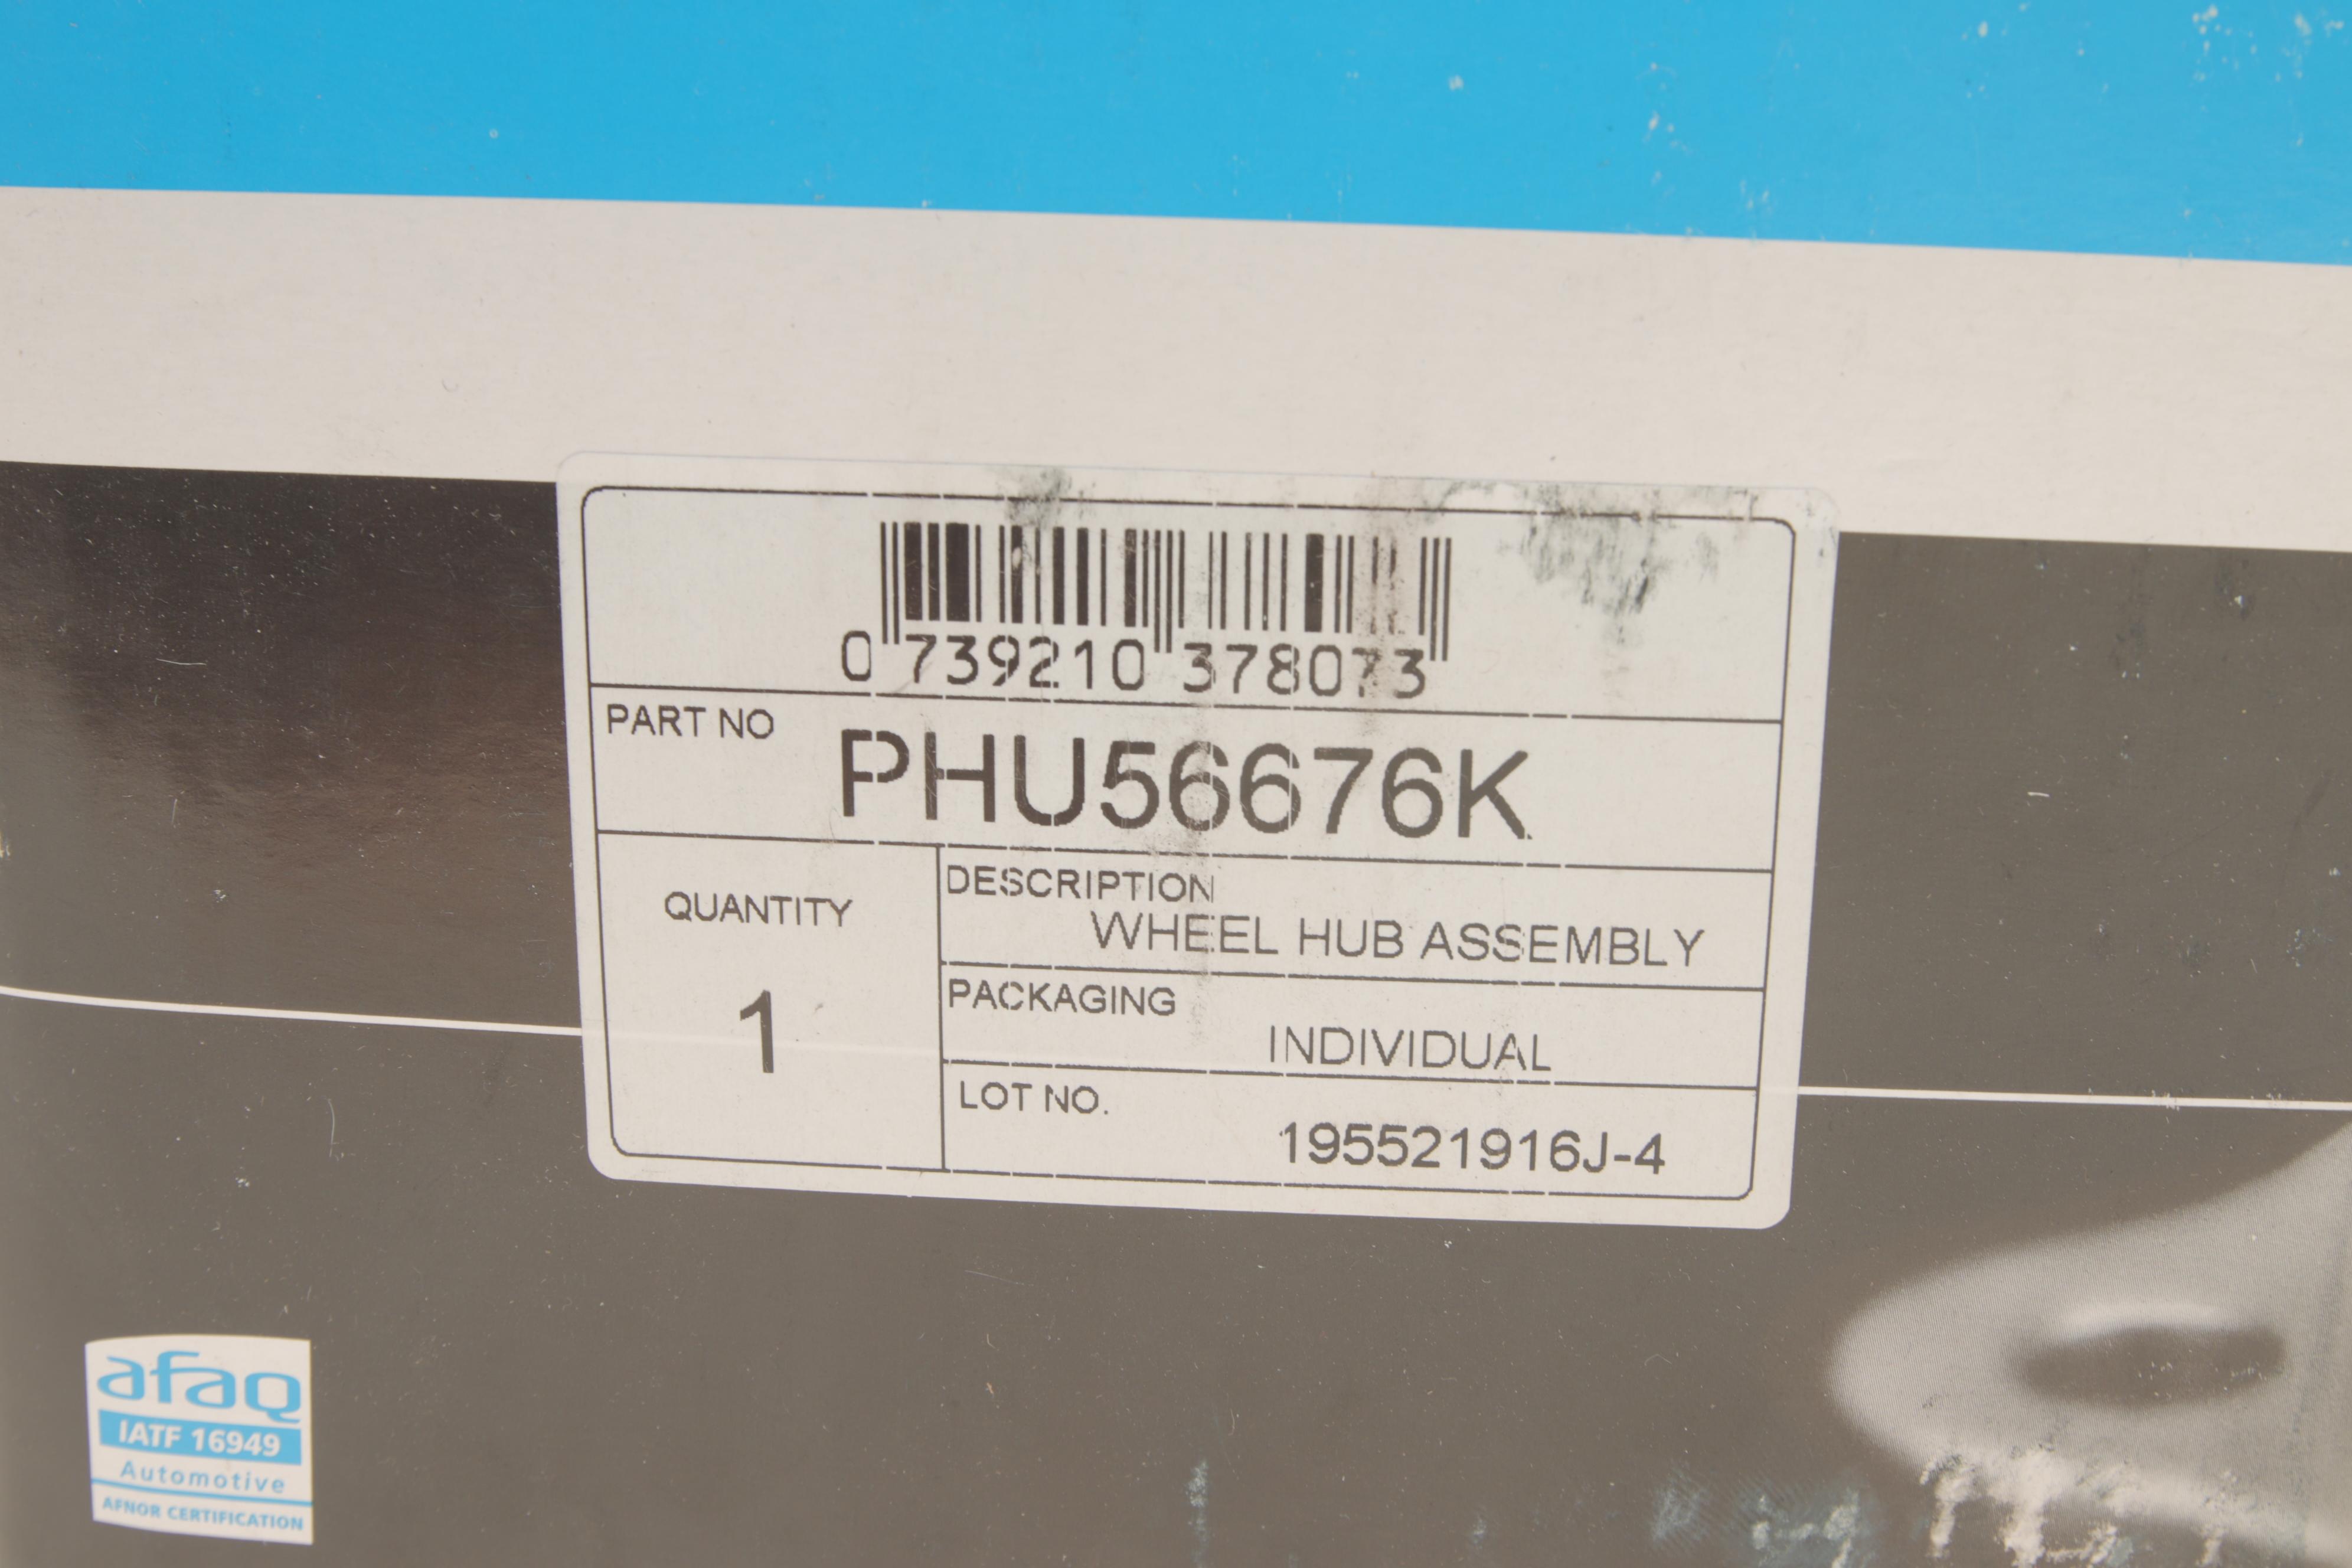 0 739210 378073
PART NO
PHU56676K
QUANTITY
1
DESCRIPTION
WHEEL HUB ASSEMBLY
PACKAGING
INDIVIDUAL
LOT NO.
195521916J-4
afaq
IATF 16949
Automotive
AFNOR CERTIFICATION